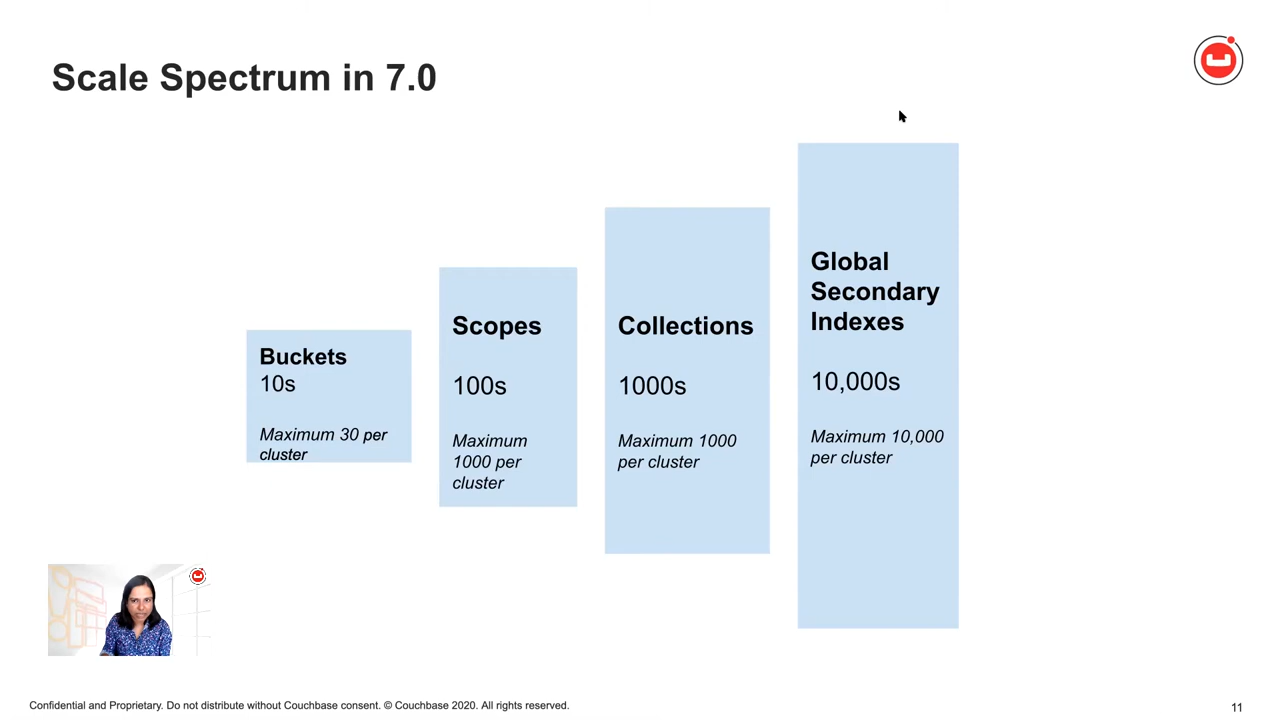 Scale Spectrum in 7.0
Buckets
10s
Maximum 30 per
cluster
Scopes
100s
Maximum
1000 per
cluster
Collections
1000s
Maximum 1000
per cluster
Global
Secondary
Indexes
10,000s
Maximum 10,000
per cluster
Confidential and Proprietary. Do not distribute without Couchbase consent. © Couchbase 2020. All rights reserved.
11